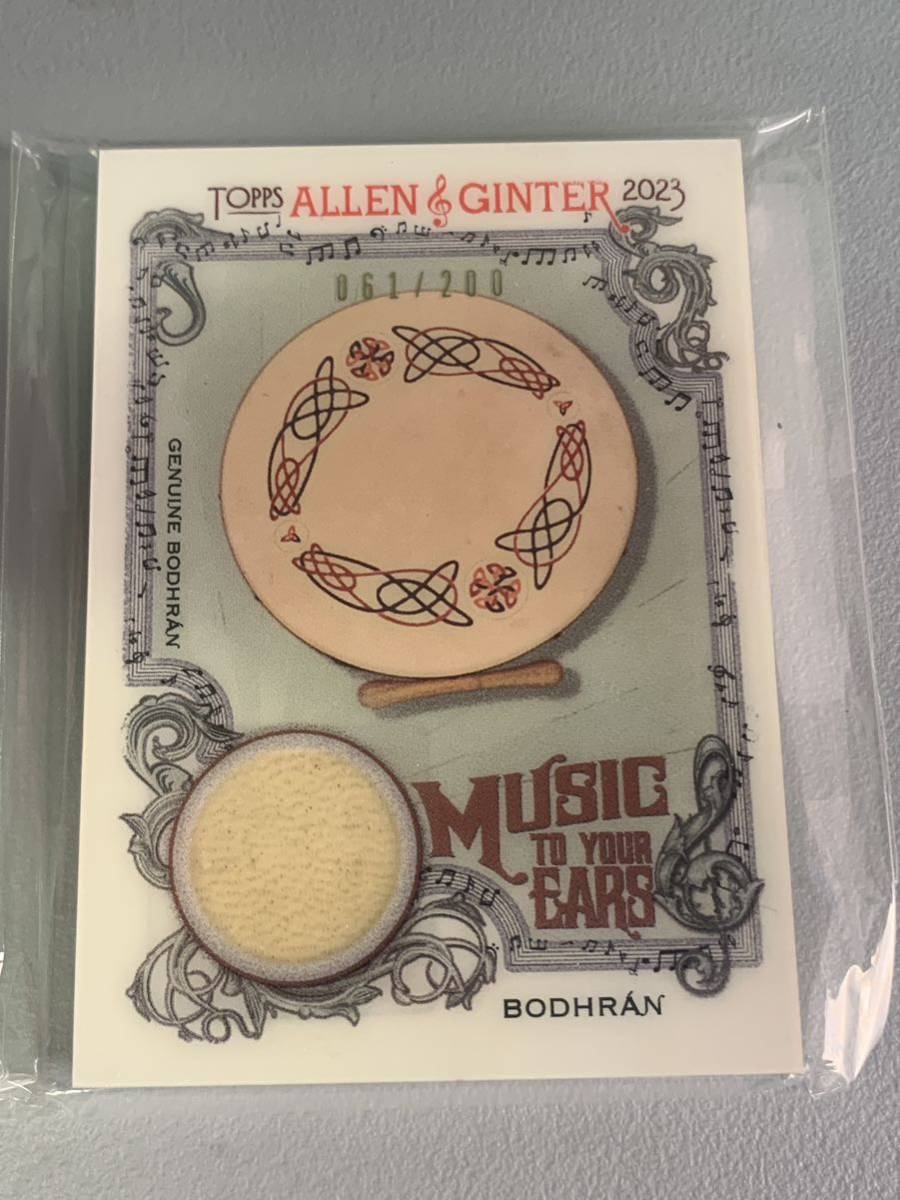 TOPPS ALLEN & GINTER 2023
061/200
GENUINE BODHRÁN
MUSIC
TO YOUR
EARS
BODHRÁN